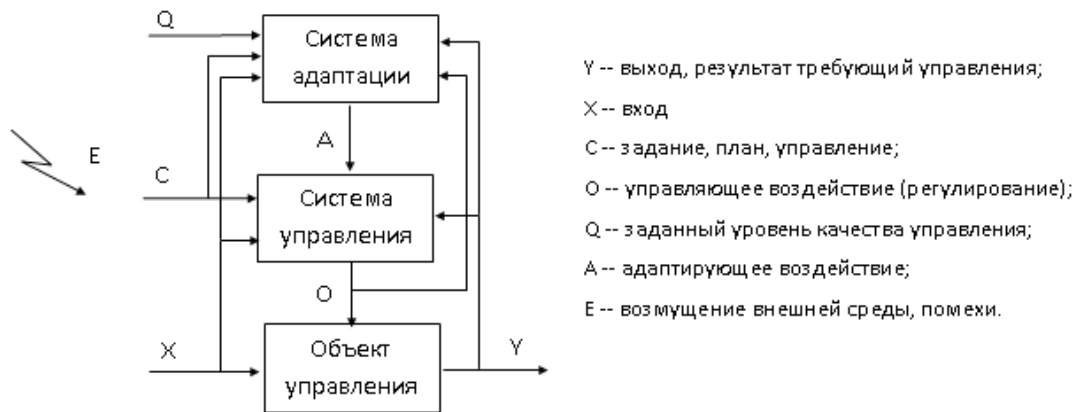 Q
Система
адаптации
A
E
C
Система
управления
O
X
Объект
управления
Y
Y -- выход, результат требующий управления;
X -- вход
C -- задание, план, управление;
O -- управляющее воздействие (регулирование);
Q -- заданный уровень качества управления;
A -- адаптирующее воздействие;
E -- возмущение внешней среды, помехи.